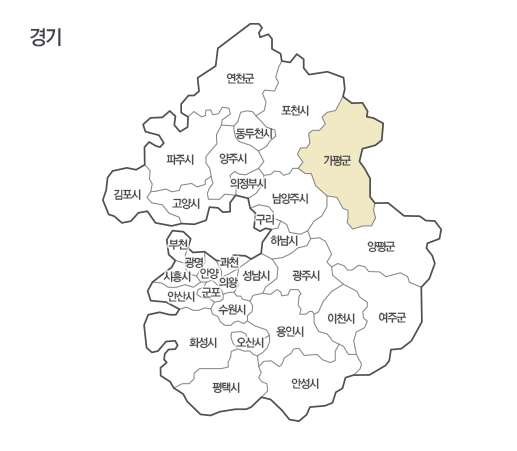 경기
연천군
포천시
동두천시
파주시
양주시
가평군
의정부시
김포시
고양시
남양주시
구리
부천
하남시
양평군
광명
과천
시흥시
안양
의왕
성남시
광주시
안산시
군포
수원시
이천시
여주군
용인시
화성시
오산시
평택시
안성시